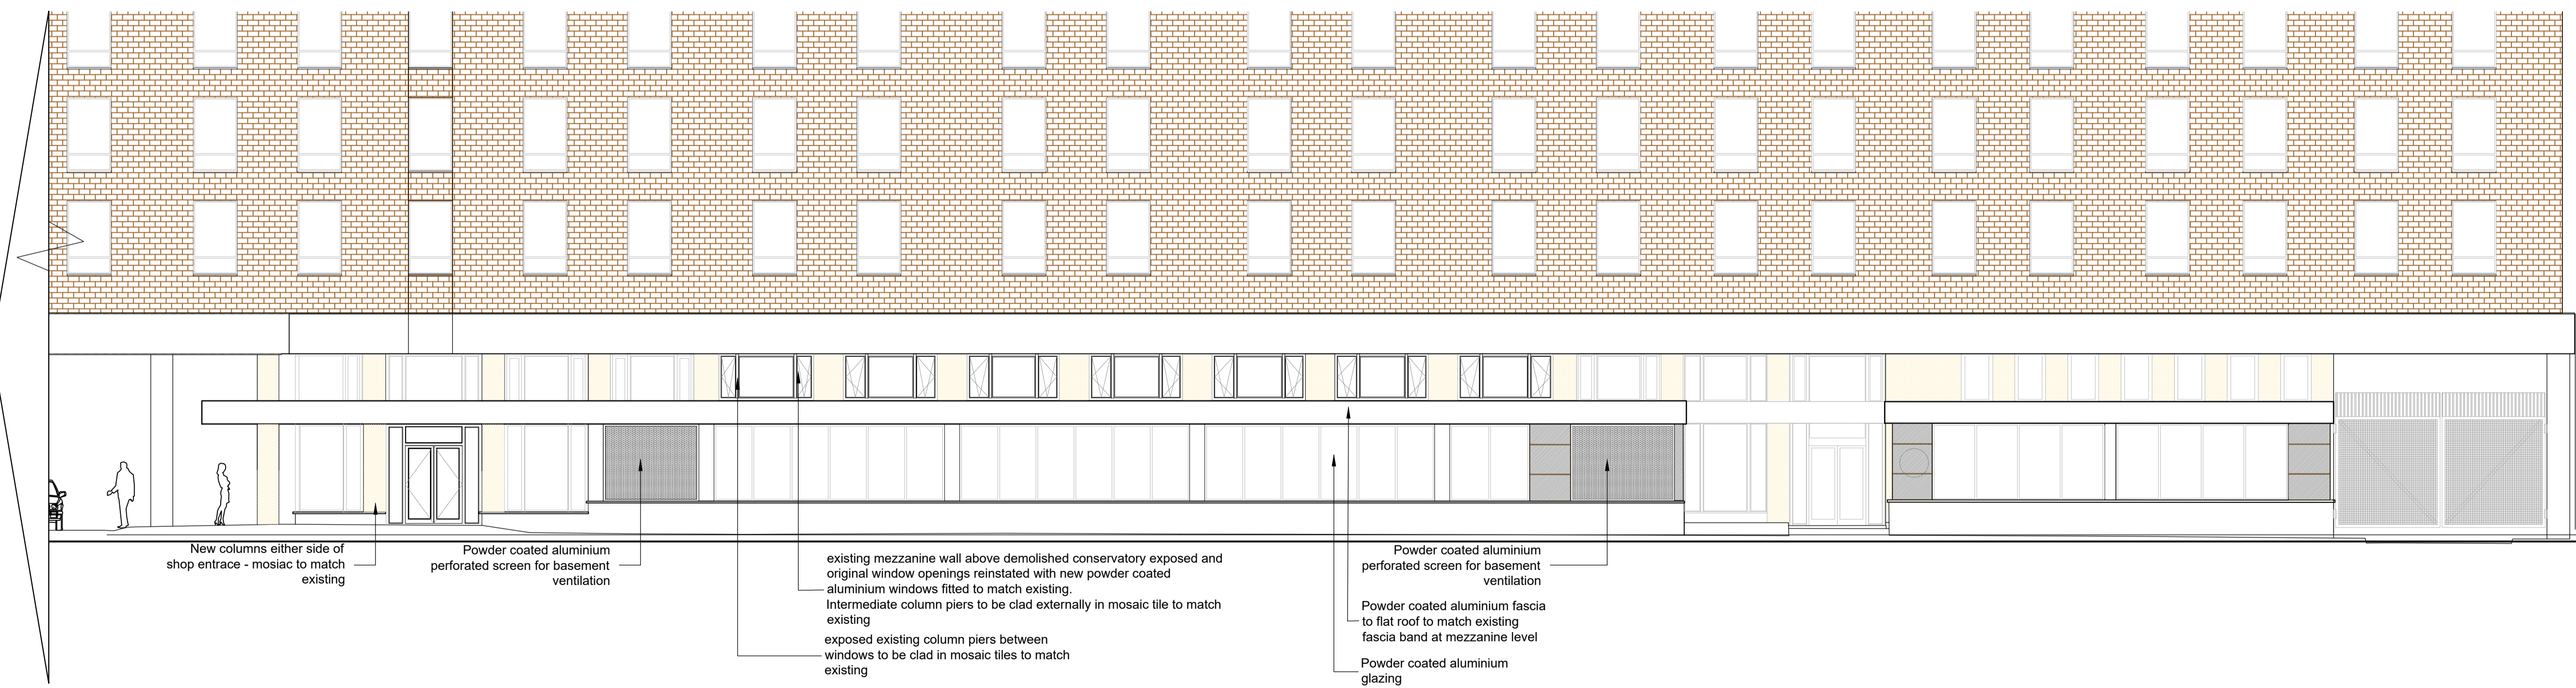 New columns either side of
shop entrace - mosiac to match
existing
Powder coated aluminium
perforated screen for basement
ventilation
existing mezzanine wall above demolished conservatory exposed and
original window openings reinstated with new powder coated
aluminium windows fitted to match existing.
Intermediate column piers to be clad externally in mosaic tile to match
existing
exposed existing column piers between
windows to be clad in mosaic tiles to match
existing
Powder coated aluminium
perforated screen for basement
ventilation
Powder coated aluminium fascia
to flat roof to match existing
fascia band at mezzanine level
Powder coated aluminium
glazing